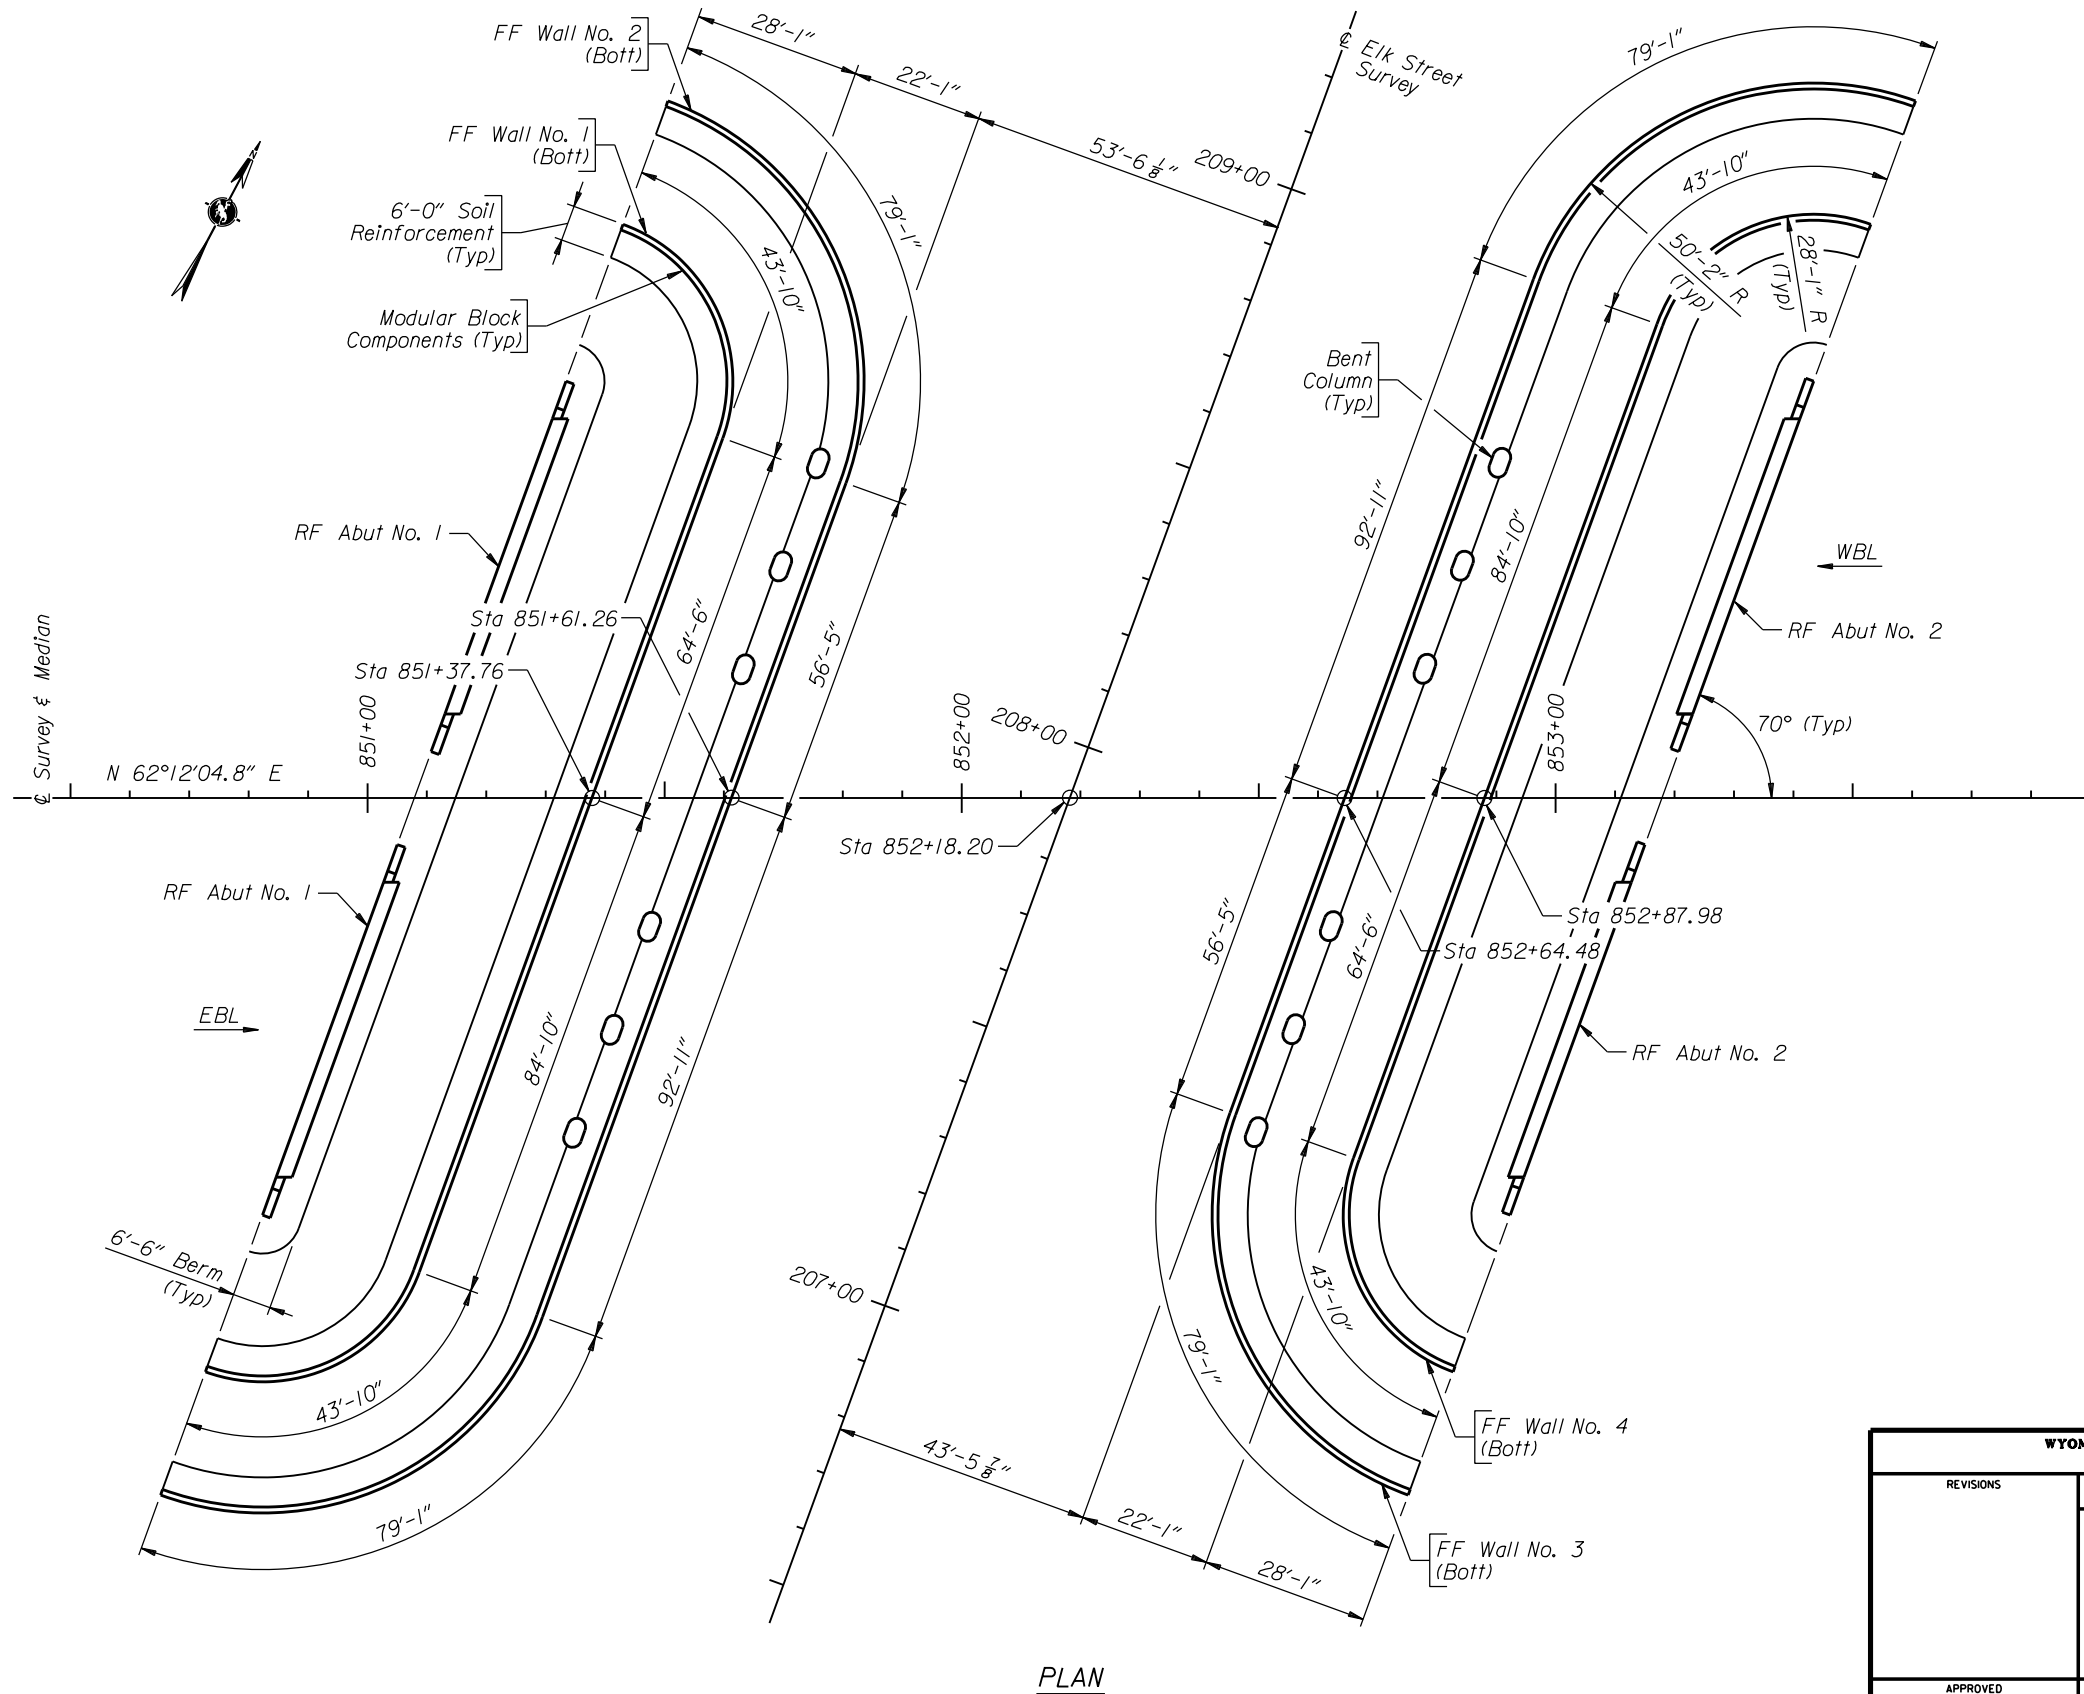 FF Wall No. 2
(Bott)
28'-1"
22'-1"
℄ Elk Street
Survey
79'-1"
FF Wall No. 1
(Bott)
53'-6 1/8"
209+00
43'-10"
N
6'-0" Soil
Reinforcement
(Typ)
79'-1"
43'-10"
50'-2" R
(Typ)
28'-1" R
(Typ)
Modular Block
Components (Typ)
Bent
Column
(Typ)
RF Abut No. 1
92'-11"
84'-10"
WBL
Sta 851+61.26
64'-6"
56'-5"
RF Abut No. 2
Sta 851+37.76
℄ Survey & Median
851+00
852+00
208+00
853+00
70° (Typ)
N 62°12'04.8" E
Sta 852+18.20
RF Abut No. 1
Sta 852+87.98
56'-5"
64'-6"
Sta 852+64.48
EBL
84'-10"
92'-11"
RF Abut No. 2
6'-6" Berm
(Typ)
207+00
43'-10"
79'-1"
43'-10"
79'-1"
FF Wall No. 4
(Bott)
43'-5 7/8"
22'-1"
28'-1"
FF Wall No. 3
(Bott)
WYOM
REVISIONS
APPROVED
PLAN